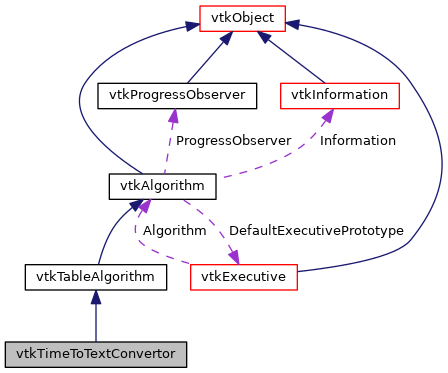 vtkObject
vtkProgressObserver
vtkInformation
ProgressObserver
Information
vtkAlgorithm
Algorithm
DefaultExecutivePrototype
vtkTableAlgorithm
vtkExecutive
vtkTimeToTextConvertor